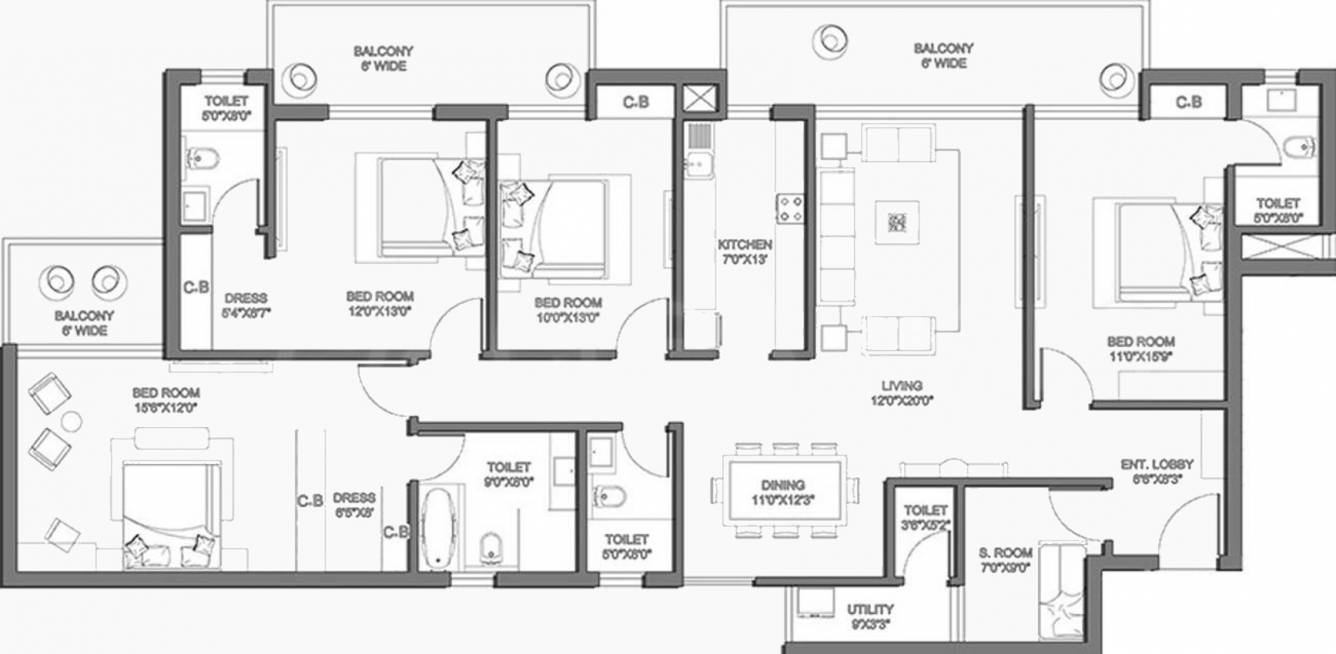 BALCONY
6' WIDE
BALCONY
6' WIDE
TOILET
5'0"X8'0"
C.B
C.B
TOILET
5'0"X8'0"
KITCHEN
7'0"X13'
C.B
DRESS
5'4"X8'7"
BED ROOM
12'0"X13'0"
BED ROOM
10'0"X13'0"
BALCONY
6' WIDE
BED ROOM
11'0"X15'9"
LIVING
12'0"X20'0"
BED ROOM
15'6"X12'0"
TOILET
9'0"X8'0"
ENT. LOBBY
6'6"X8'3"
DINING
11'0"X12'3"
C.B
DRESS
6'5"X8'
C.B
TOILET
3'6"X5'2"
TOILET
5'0"X8'0"
S. ROOM
7'0"X9'0"
UTILITY
9'X3'3"